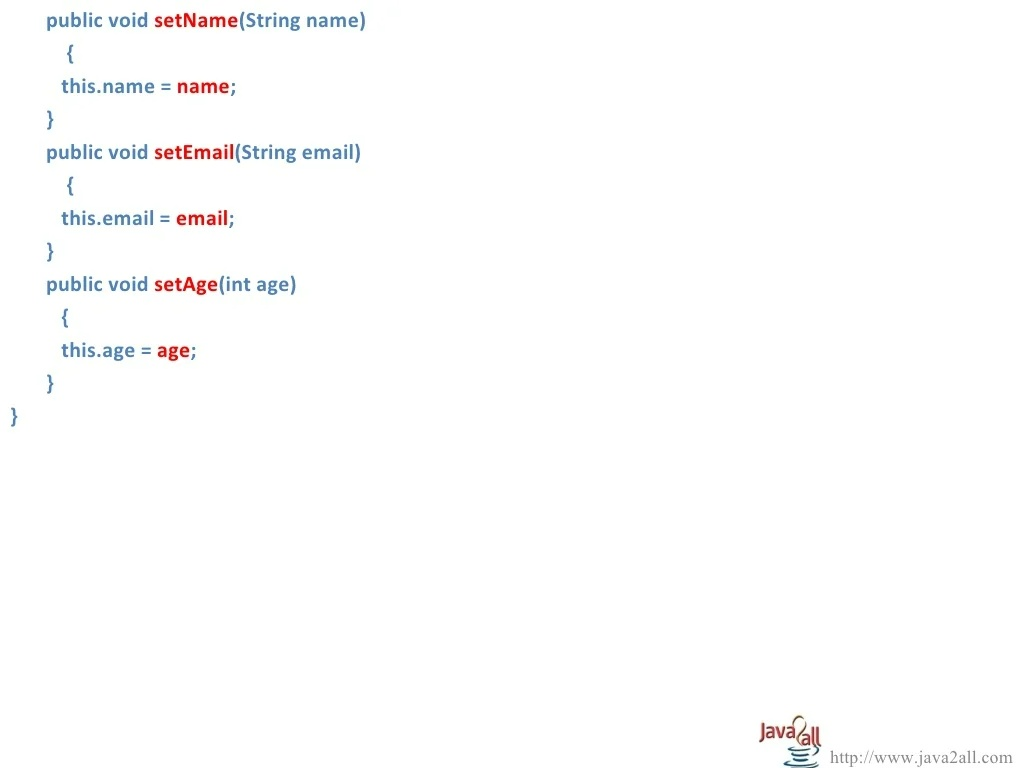 public void setName(String name)
{
this.name = name;
}
public void setEmail(String email)
{
this.email = email;
}
public void setAge(int age)
{
this.age = age;
}
}
Java2all
http://www.java2all.com